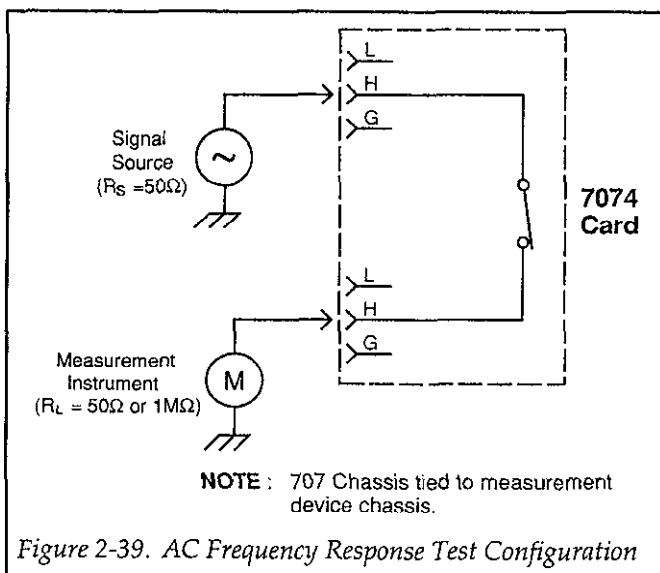 L
H
G
Signal
Source
(RS =50Ω)
~
7074
Card
L
H
G
Measurement
Instrument
(RL = 50Ω or 1MΩ)
M
NOTE : 707 Chassis tied to measurement
device chassis.
Figure 2-39. AC Frequency Response Test Configuration